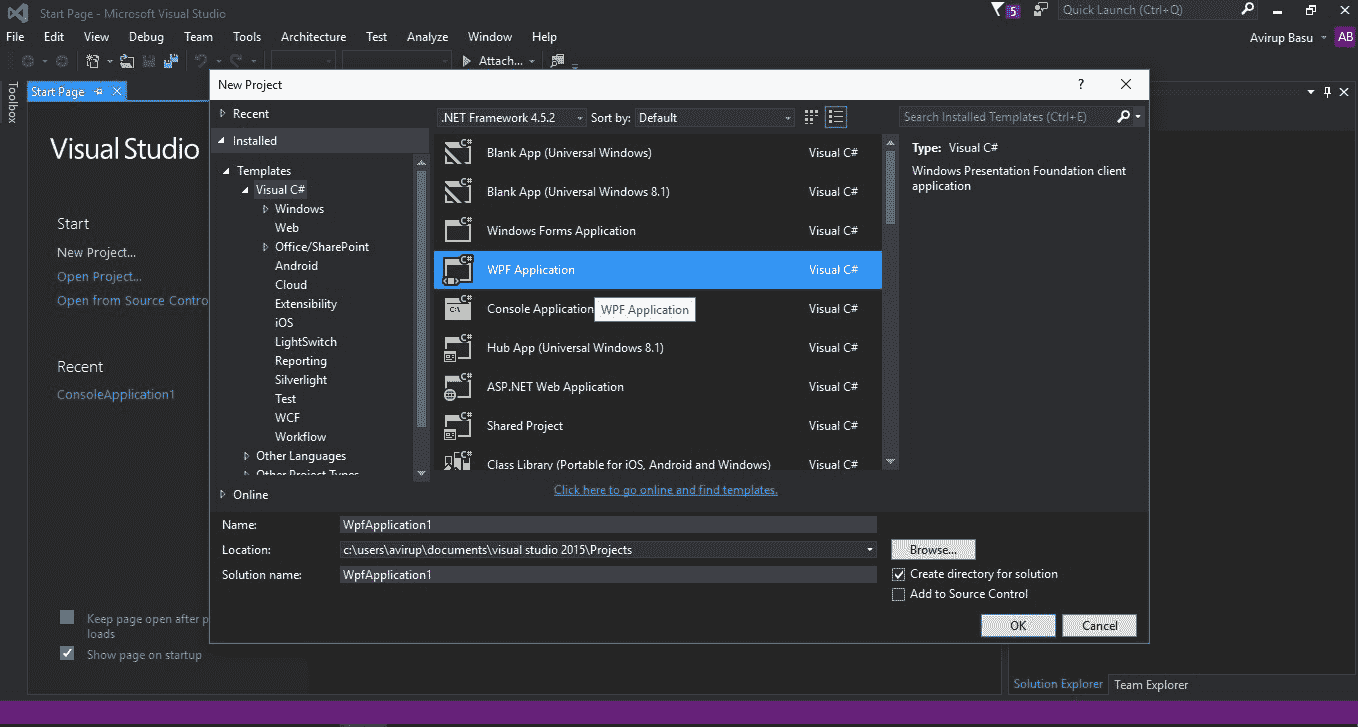 Start Page - Microsoft Visual Studio
5
Quick Launch (Ctrl+Q)
File Edit View Debug Team Tools Architecture Test Analyze Window Help
Avirup Basu AB
Attach...
Toolbox
Start Page
Visual Studio
Start
New Project...
Open Project...
Open from Source Contro
Recent
ConsoleApplication1
Keep page open after p
loads
Show page on startup
New Project
?
Recent
Installed
Templates
Visual C#
Windows
Web
Office/SharePoint
Android
Cloud
Extensibility
iOS
LightSwitch
Reporting
Silverlight
Test
WCF
Workflow
Other Languages
Other Project Types
Online
.NET Framework 4.5.2 Sort by: Default
Search Installed Templates (Ctrl+E)
C# Blank App (Universal Windows) Visual C#
C# Blank App (Universal Windows 8.1) Visual C#
C# Windows Forms Application Visual C#
C# WPF Application Visual C#
C# C:\ Console Application Visual C#
WPF Application
C# Hub App (Universal Windows 8.1) Visual C#
C# ASP.NET Web Application Visual C#
C# Shared Project Visual C#
C# Class Library (Portable for iOS, Android and Windows) Visual C#
Type: Visual C#
Windows Presentation Foundation client
application
Click here to go online and find templates.
Name: WpfApplication1
Location: c:\users\avirup\documents\visual studio 2015\Projects
Browse...
Solution name: WpfApplication1
Create directory for solution
Add to Source Control
OK Cancel
Solution Explorer Team Explorer